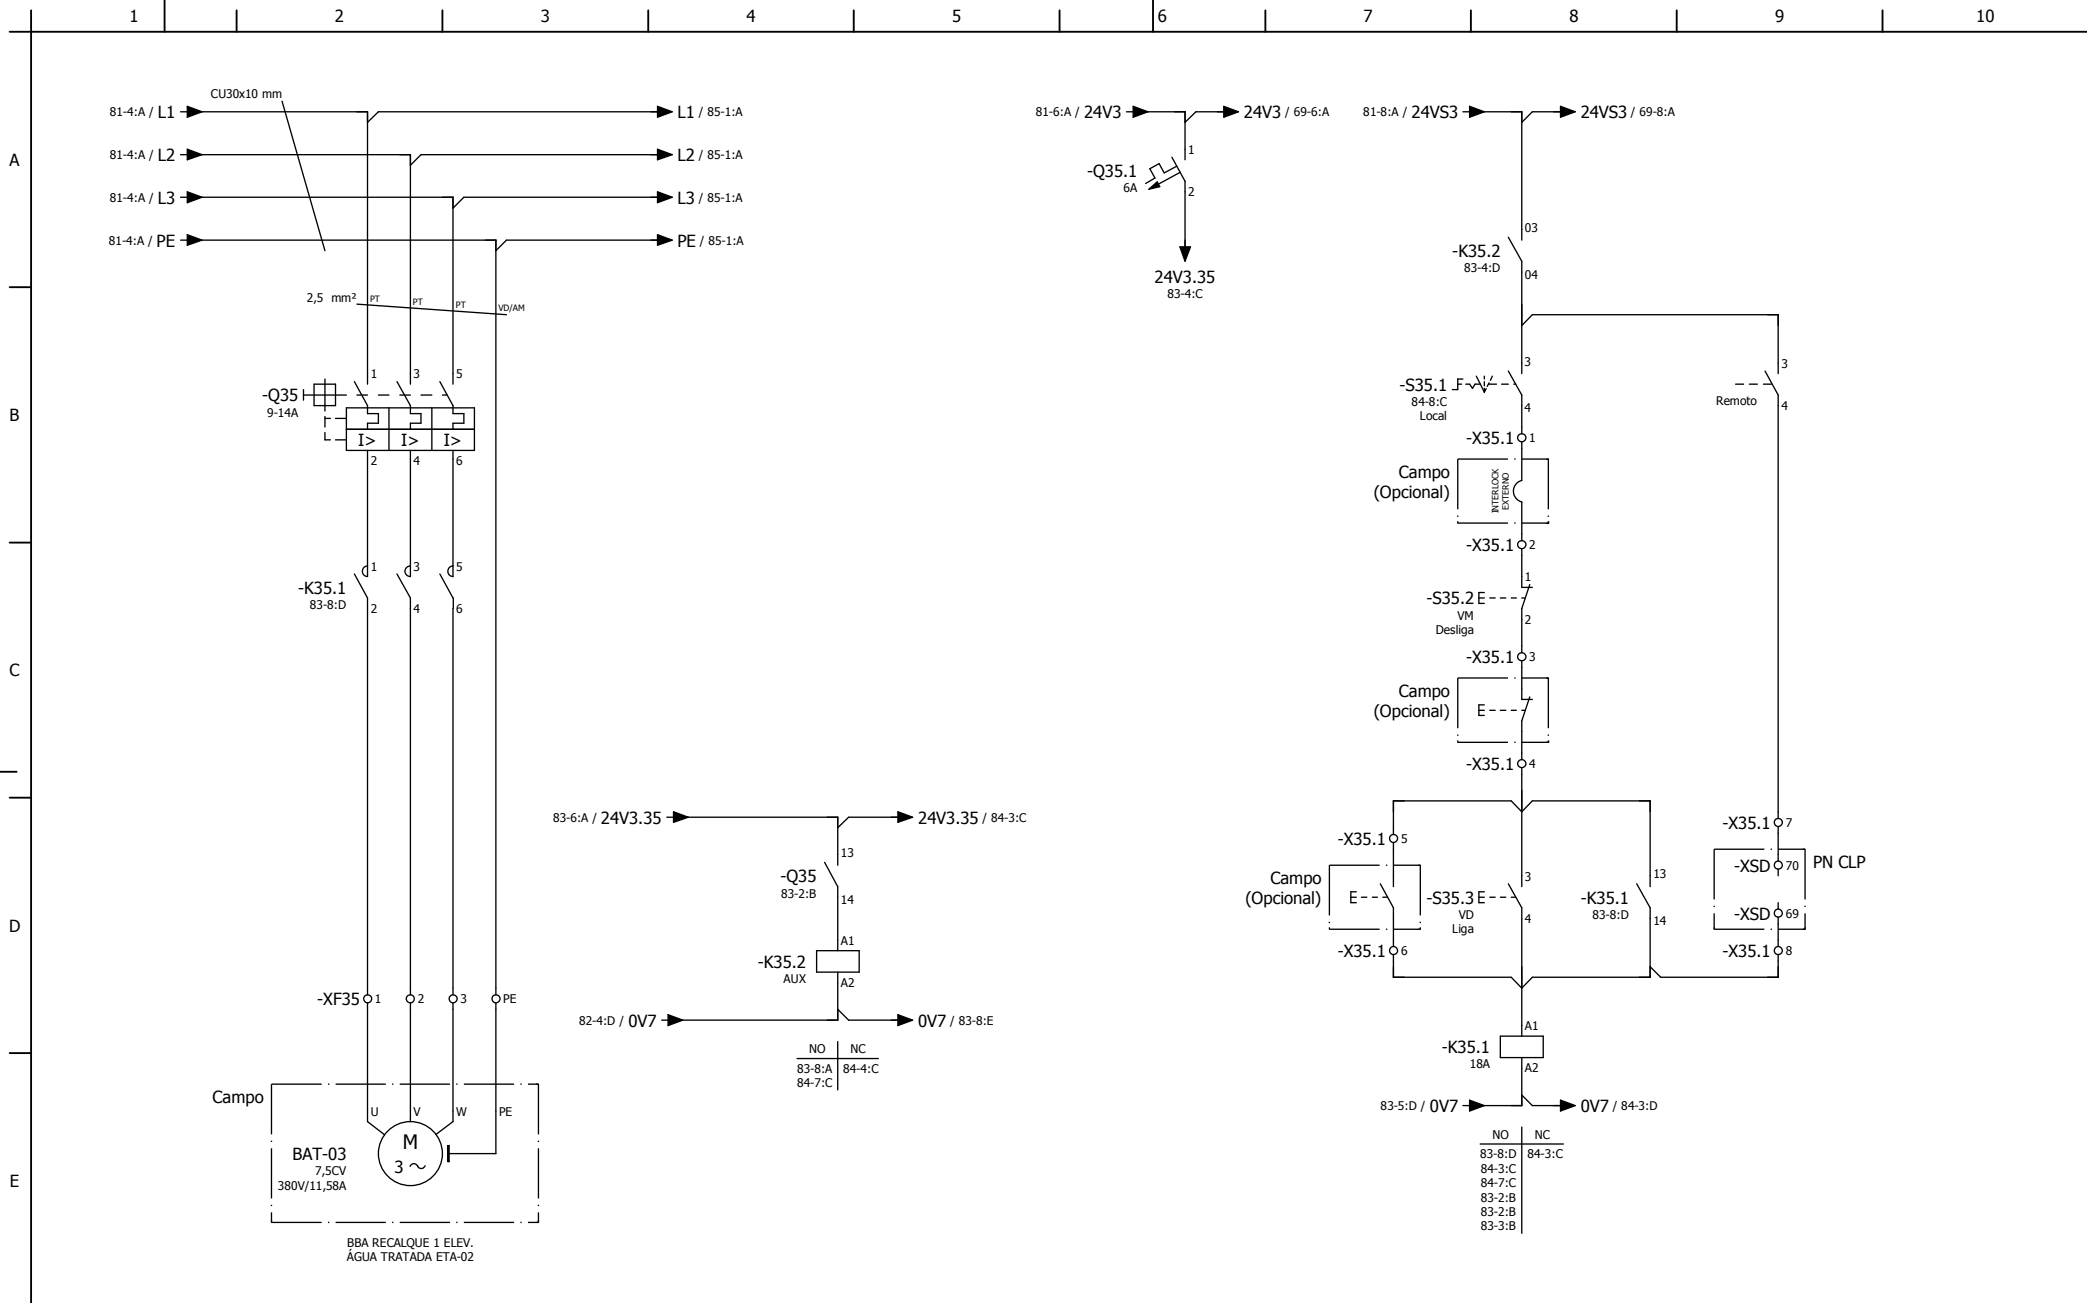 1 2 3 4 5 6 7 8 9 10
A
B
C
D
E
CU30x10 mm
81-4:A / L1
L1 / 85-1:A
81-4:A / L2
L2 / 85-1:A
81-4:A / L3
L3 / 85-1:A
81-4:A / PE
PE / 85-1:A
2,5 mm²
PT
PT
PT
VD/AM
-Q35
9-14A
1
3
5
I> I> I>
2
4
6
-K35.1
83-8:D
1
3
5
2
4
6
-XF35
1
2
3
PE
Campo
U
V
W
PE
M
3
BAT-03
7,5CV
380V/11,58A
BBA RECALQUE 1 ELEV.
ÁGUA TRATADA ETA-02
83-6:A / 24V3.35
24V3.35 / 84-3:C
13
-Q35
83-2:B
14
A1
-K35.2
AUX
A2
82-4:D / 0V7
0V7 / 83-8:E
NO NC
83-8:A 84-4:C
84-7:C
81-6:A / 24V3
24V3 / 69-6:A
1
-Q35.1
6A
2
24V3.35
83-4:C
81-8:A / 24VS3
24VS3 / 69-8:A
03
-K35.2
83-4:D
04
3
-S35.1
84-8:C
Local
4
-X35.1 1
Campo
(Opcional)
INTERLOCK
EXTERNO
-X35.1 2
1
-S35.2 E
VM
Desliga
2
-X35.1 3
Campo
(Opcional)
E
-X35.1 4
-X35.1 5
Campo
(Opcional)
E
-X35.1 6
3
-S35.3 E
VD
Liga
4
13
-K35.1
83-8:D
14
3
Remoto
4
-X35.1 7
-XSD 70
PN CLP
-XSD 69
-X35.1 8
A1
-K35.1
18A
A2
83-5:D / 0V7
0V7 / 84-3:D
NO NC
83-8:D 84-3:C
84-3:C
84-7:C
83-2:B
83-2:B
83-3:B